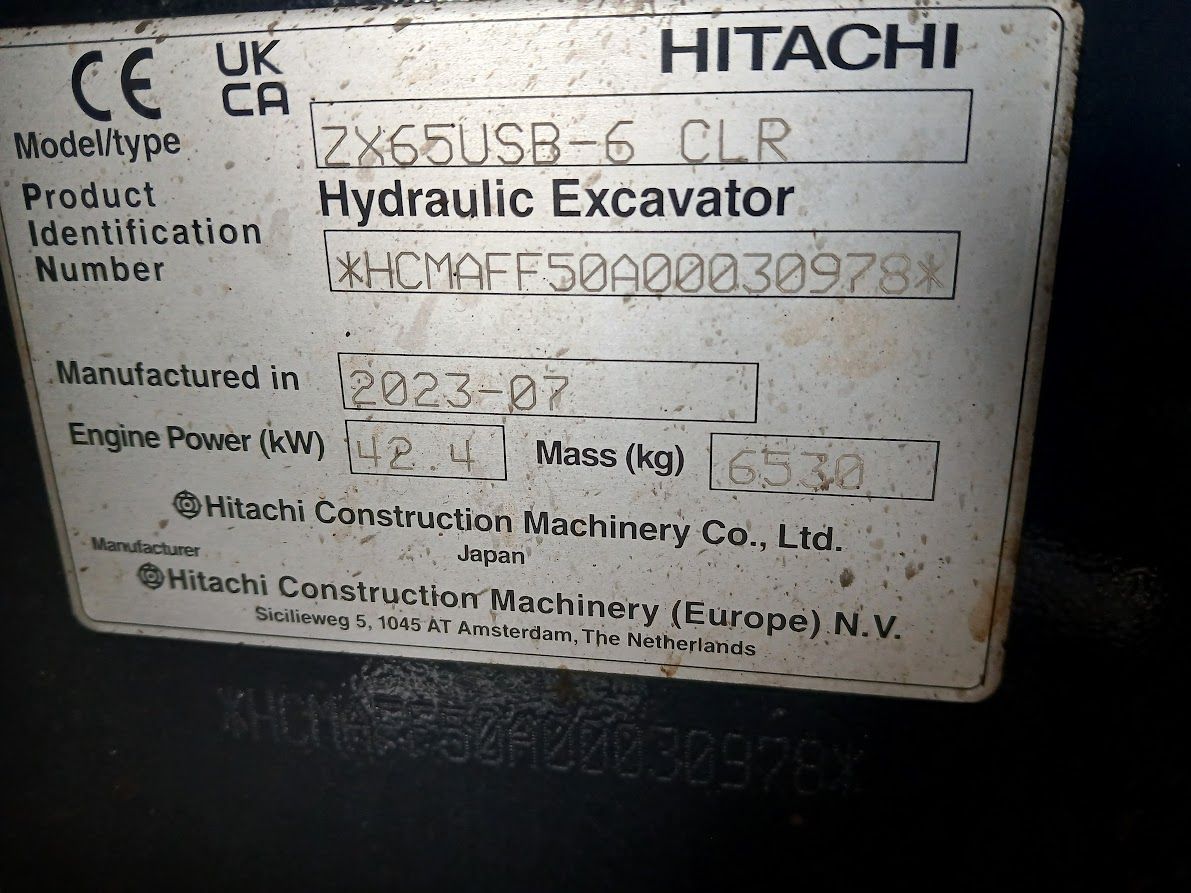 CE UK CA HITACHI
Model/type ZX65USB-6 CLR
Product Identification Number Hydraulic Excavator
*HCMAFF50A00030978*
Manufactured in 2023-07
Engine Power (kW) 42.4 Mass (kg) 6530
Hitachi Construction Machinery Co., Ltd.
Japan
Manufacturer
Hitachi Construction Machinery (Europe) N.V.
Sicilieweg 5, 1045 AT Amsterdam, The Netherlands
*HCMAFF50A00030978*